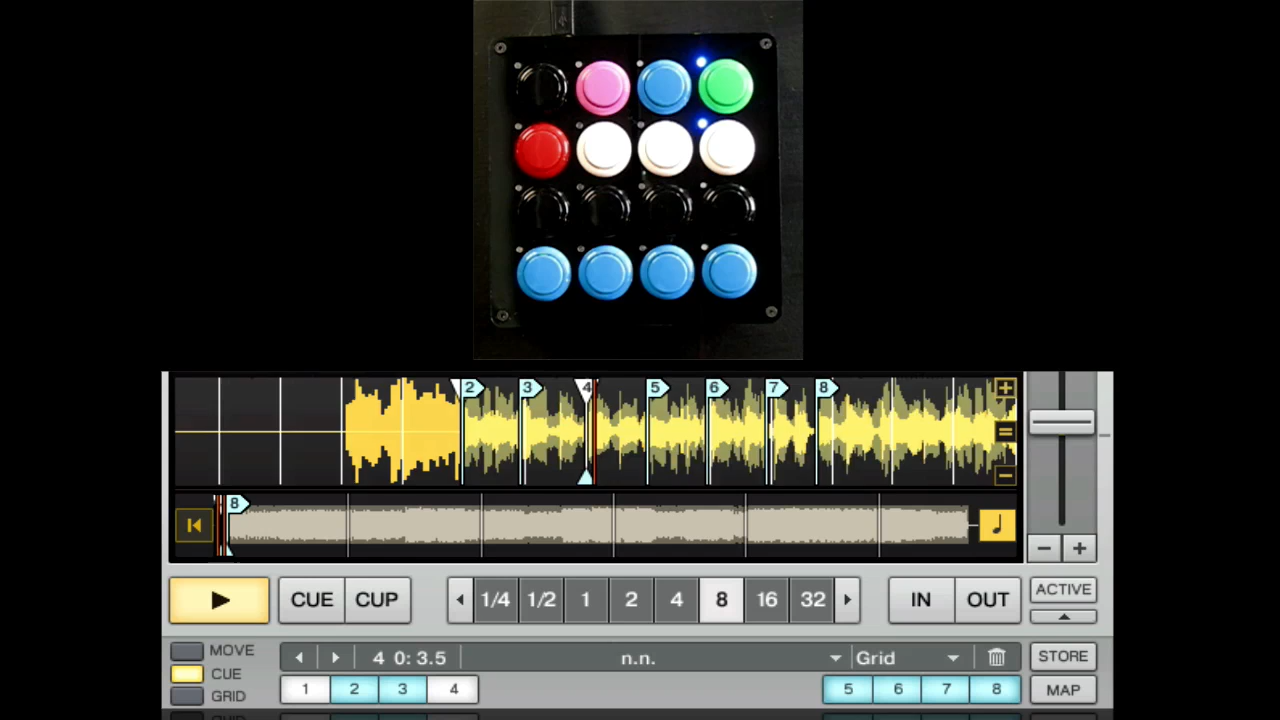 2 3 4 5 6 7 8
8
CUE CUP 1/4 1/2 1 2 4 8 16 32 IN OUT ACTIVE
MOVE
CUE
GRID
4 0: 3.5 n.n. Grid STORE
1 2 3 4 5 6 7 8 MAP